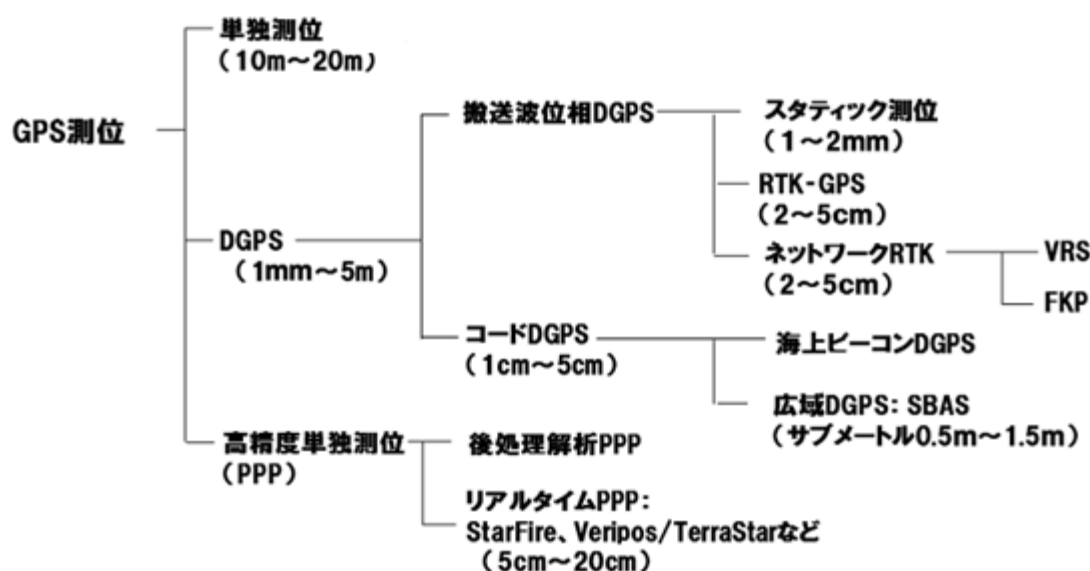 GPS測位
単独測位
（10m～20m）
DGPS
（1mm～5m）
搬送波位相DGPS
スタティック測位
（1～2mm）
RTK-GPS
（2～5cm）
ネットワークRTK
（2～5cm）
VRS
FKP
コードDGPS
（1cm～5cm）
海上ビーコンDGPS
広域DGPS：SBAS
（サブメートル0.5m～1.5m）
高精度単独測位
（PPP）
後処理解析PPP
リアルタイムPPP：
StarFire、Veripos/TerraStarなど
（5cm～20cm）